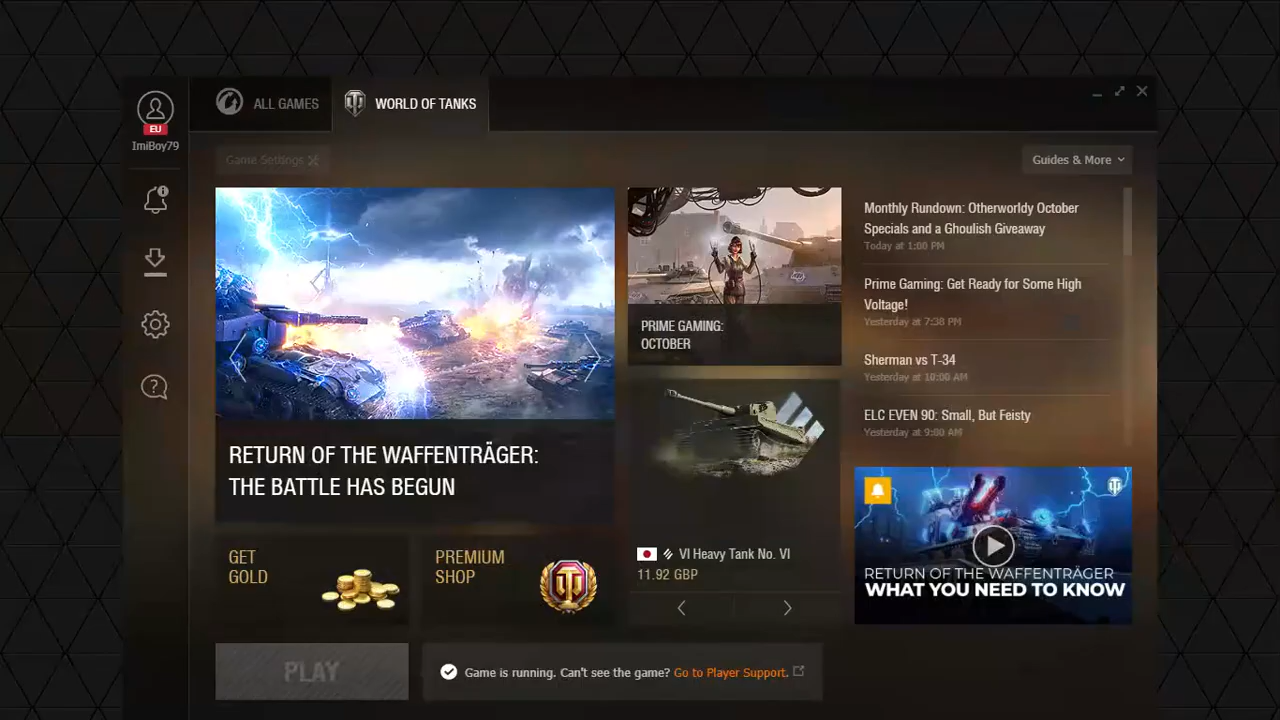 ALL GAMES
WORLD OF TANKS
EU
ImiBoy79
Game Settings
Guides & More
RETURN OF THE WAFFENTRÄGER:
THE BATTLE HAS BEGUN
PRIME GAMING:
OCTOBER
Monthly Rundown: Otherworldly October
Specials and a Ghoulish Giveaway
Today at 1:00 PM
Prime Gaming: Get Ready for Some High
Voltage!
Yesterday at 7:38 PM
Sherman vs T-34
Yesterday at 10:00 AM
ELC EVEN 90: Small, But Feisty
Yesterday at 9:00 AM
GET
GOLD
PREMIUM
SHOP
VI Heavy Tank No. VI
11.92 GBP
RETURN OF THE WAFFENTRÄGER
WHAT YOU NEED TO KNOW
PLAY
Game is running. Can't see the game? Go to Player Support.